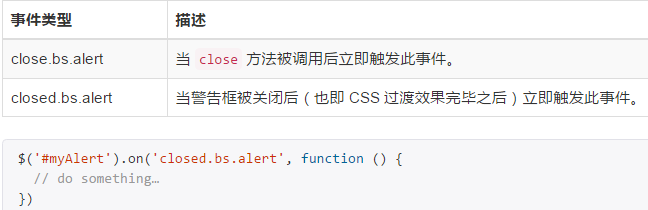 事件类型 描述
close.bs.alert 当 close 方法被调用后立即触发此事件。
closed.bs.alert 当警告框被关闭后（也即 CSS 过渡效果完毕之后）立即触发此事件。
$('#myAlert').on('closed.bs.alert', function () {
  // do something…
})